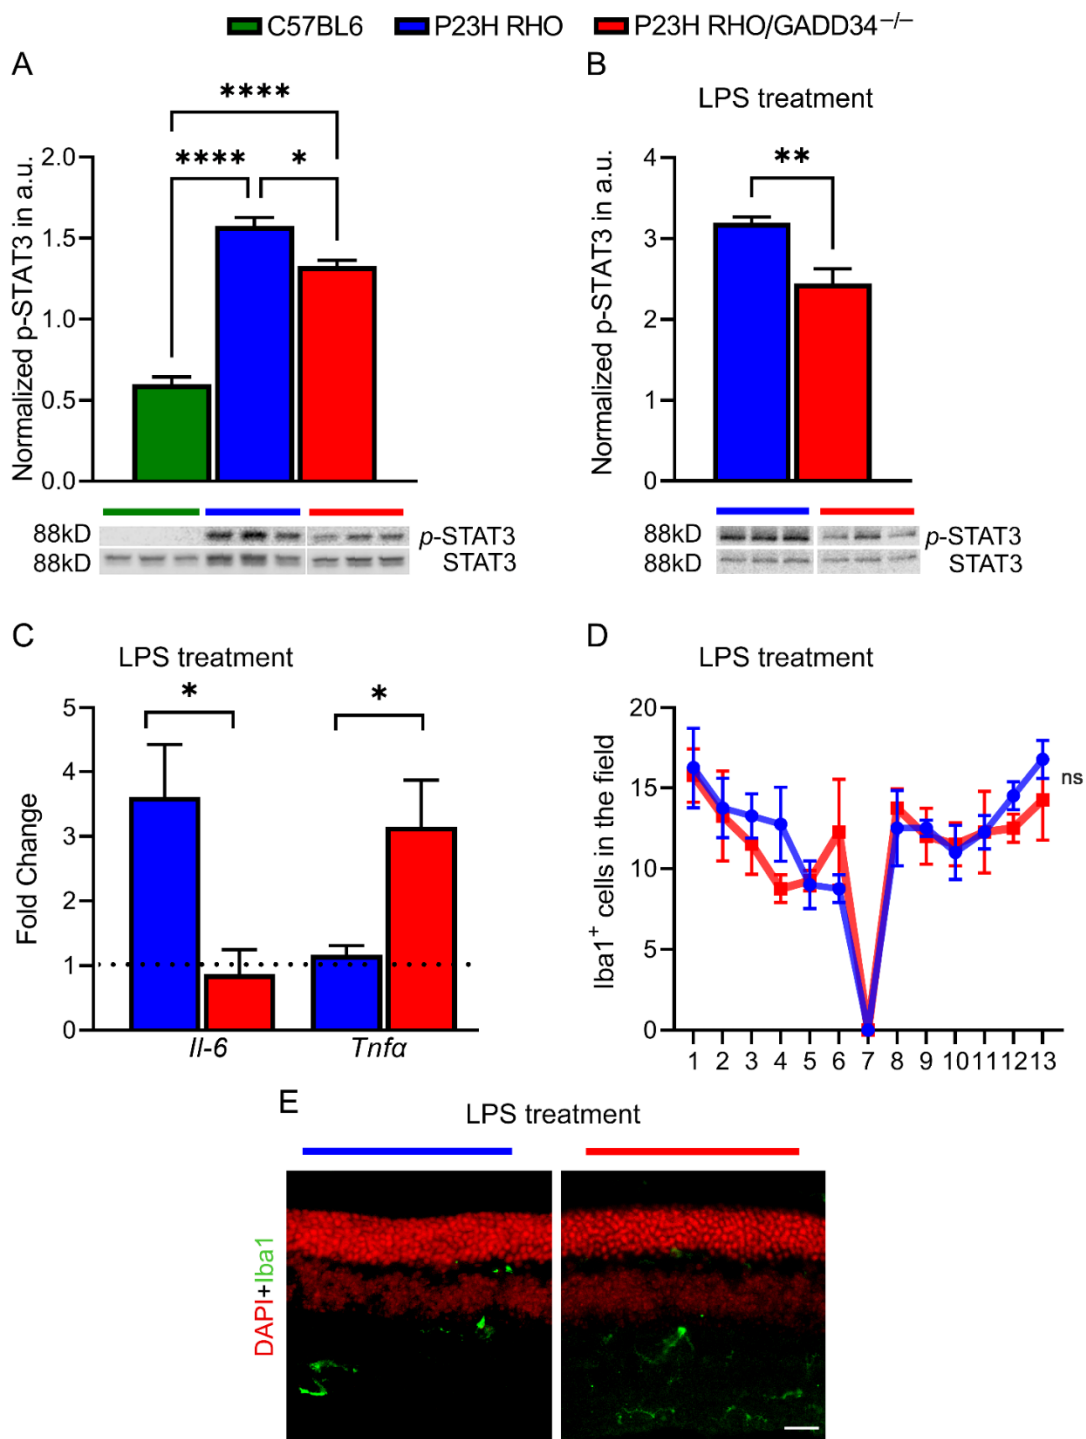 C57BL6 P23H RHO P23H RHO/GADD34–/–
A
**** 
**** *
Normalized p-STAT3 in a.u.
2.0
1.5
1.0
0.5
0.0
88kD p-STAT3
88kD STAT3
B
LPS treatment
**
Normalized p-STAT3 in a.u.
4
3
2
1
0
88kD p-STAT3
88kD STAT3
C
LPS treatment
* *
Fold Change
5
4
3
2
1
0
Il-6 Tnfα
D
LPS treatment
Iba1+ cells in the field
20
15
10
5
0
ns
1 2 3 4 5 6 7 8 9 10 11 12 13
E
LPS treatment
DAPI+Iba1